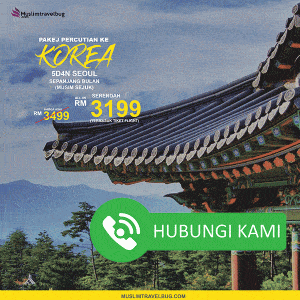 Muslimtravelbug
PAKEJ PERCUTIAN KE
KOREA
5D4N SEOUL
SEPANJANG BULAN
(MUSIM SEJUK)
SERENDAH
RM 3199
RM 3499
HUBUNGI KAMI
MUSLIMTRAVELBUG.COM